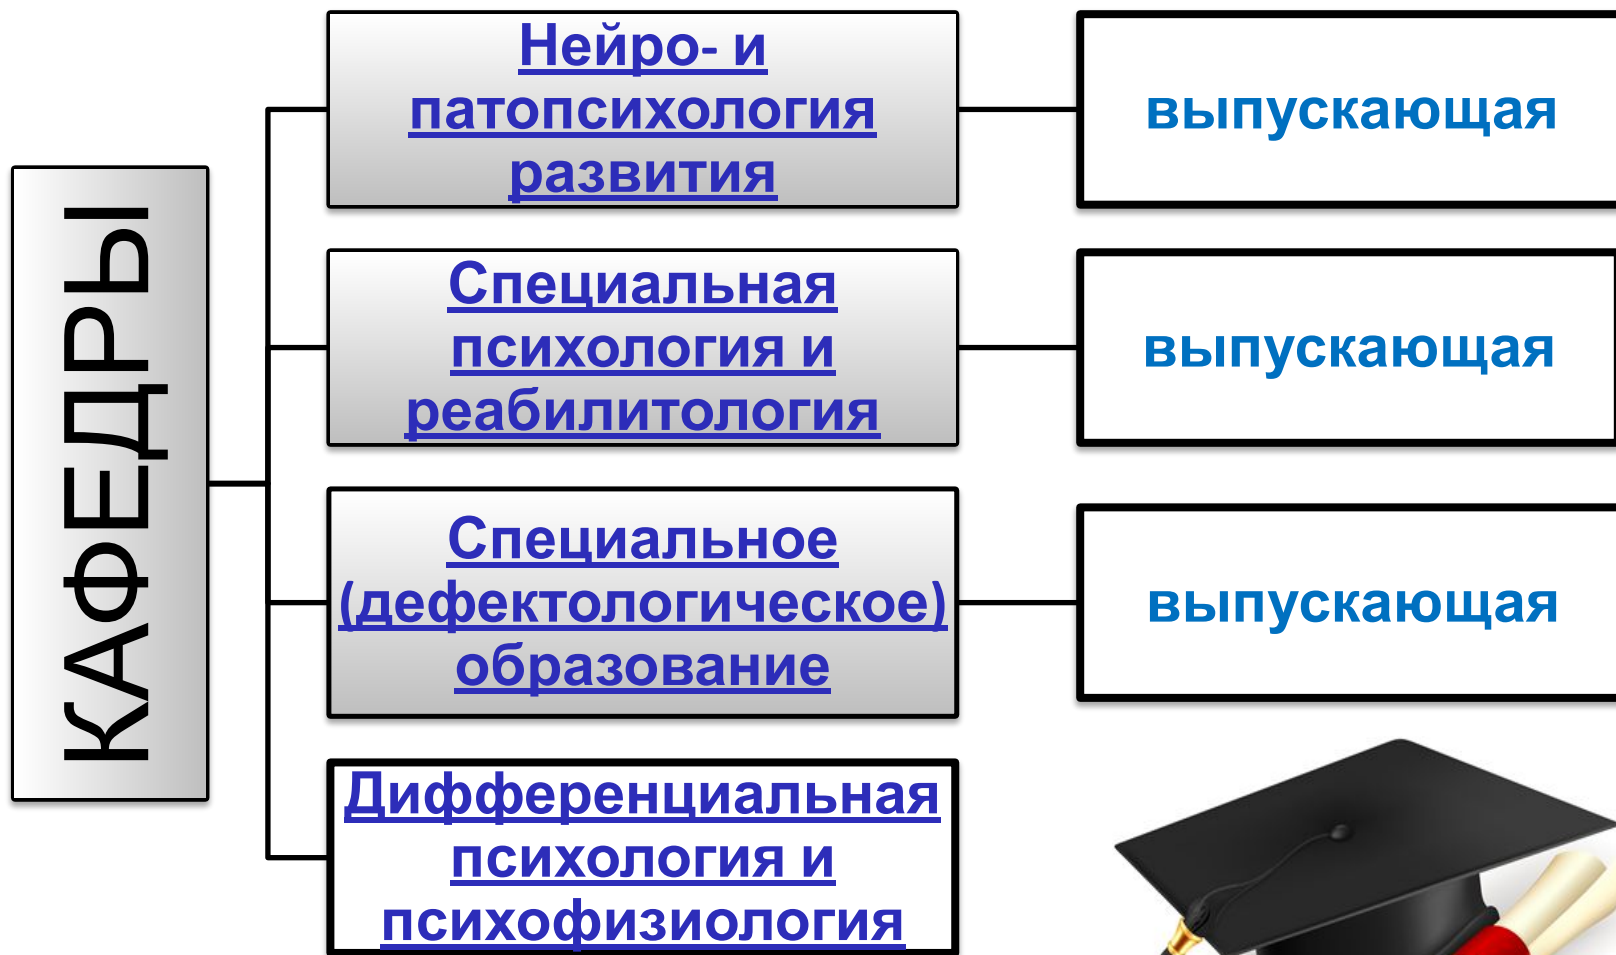 КАФЕДРЫ
Нейро- и
патопсихология
развития
выпускающая
Специальная
психология и
реабилитология
выпускающая
Специальное
(дефектологическое)
образование
выпускающая
Дифференциальная
психология и
психофизиология